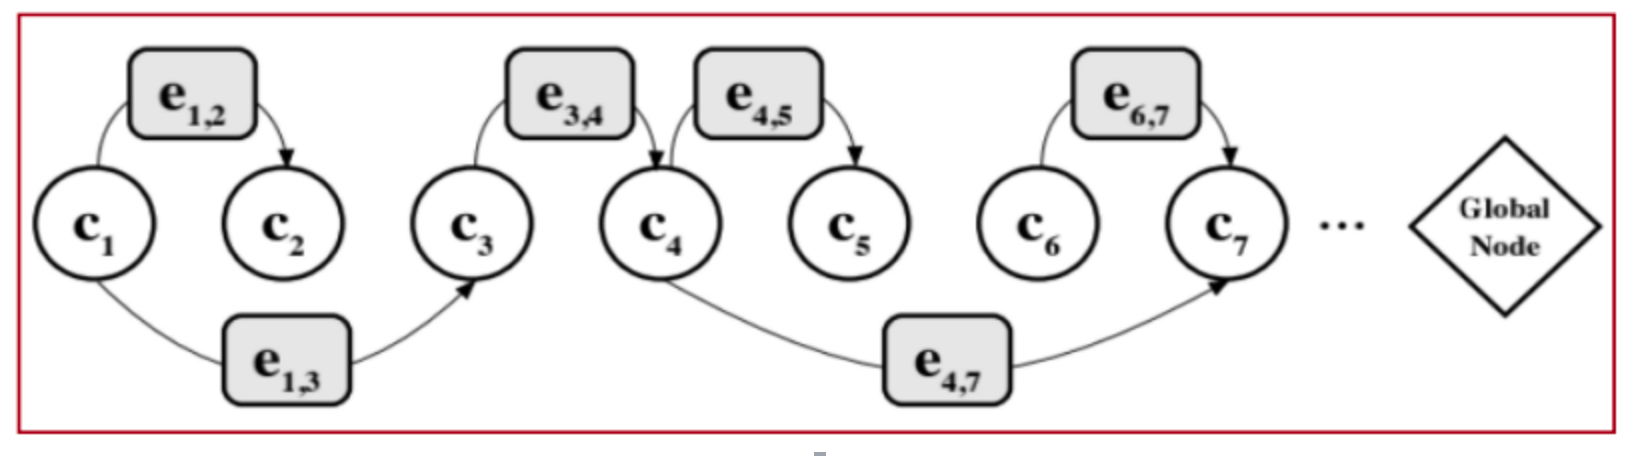 e1,2 e3,4 e4,5 e6,7
c1 c2 c3 c4 c5 c6 c7 ... Global
Node
e1,3 e4,7